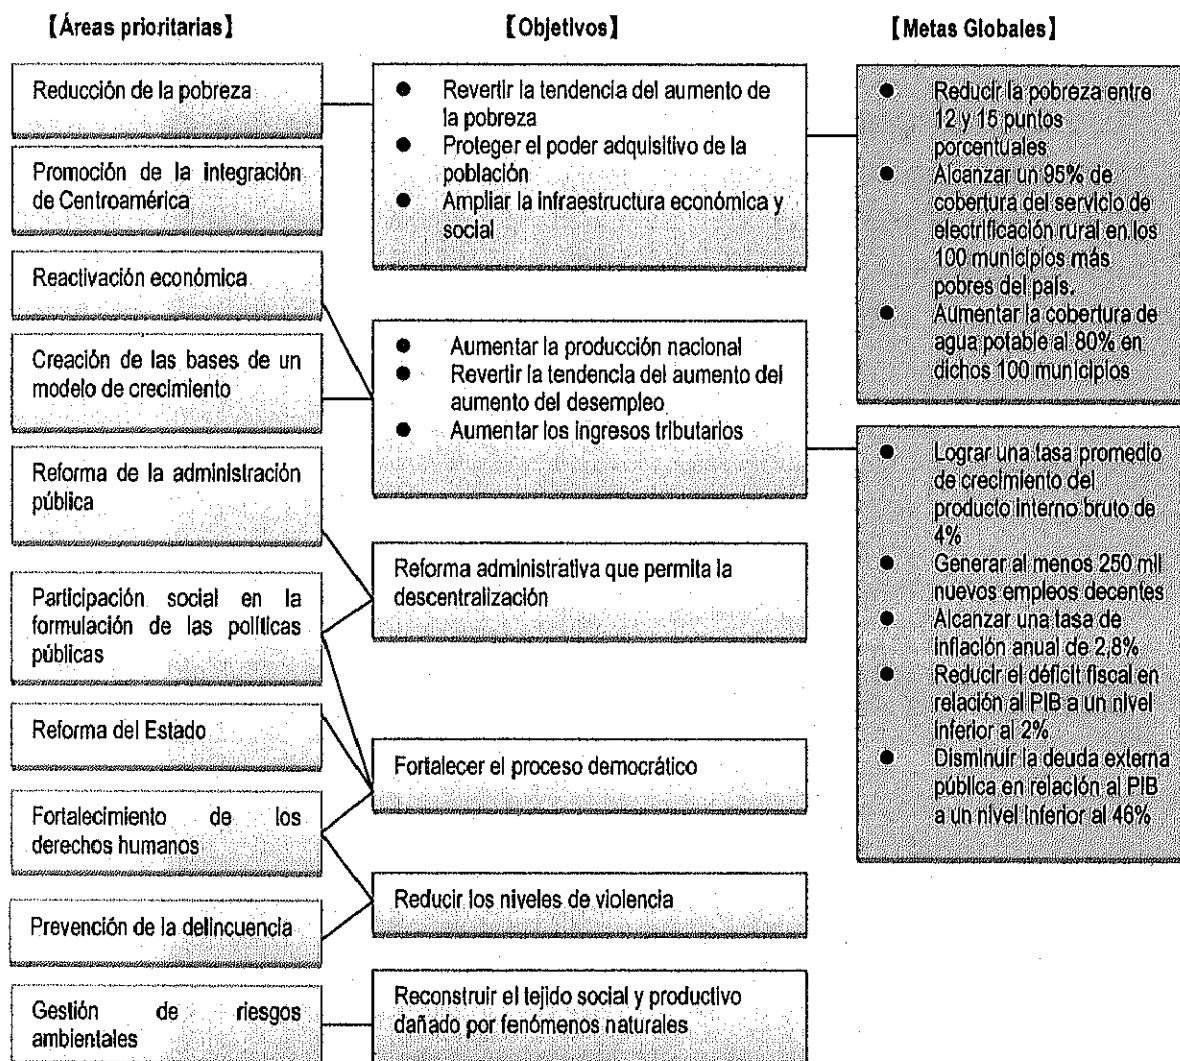 【Áreas prioritarias】
Reducción de la pobreza
Promoción de la integración
de Centroamérica
Reactivación económica
Creación de las bases de un
modelo de crecimiento
Reforma de la administración
pública
Participación social en la
formulación de las políticas
públicas
Reforma del Estado
Fortalecimiento de los
derechos humanos
Prevención de la delincuencia
Gestión de riesgos
ambientales
【Objetivos】
● Revertir la tendencia del aumento de
la pobreza
● Proteger el poder adquisitivo de la
población
● Ampliar la infraestructura económica y
social
● Aumentar la producción nacional
● Revertir la tendencia del aumento del
aumento del desempleo
● Aumentar los ingresos tributarios
Reforma administrativa que permita la
descentralización
Fortalecer el proceso democrático
Reducir los niveles de violencia
Reconstruir el tejido social y productivo
dañado por fenómenos naturales
【Metas Globales】
● Reducir la pobreza entre
12 y 15 puntos
porcentuales
● Alcanzar un 95% de
cobertura del servicio de
electrificación rural en los
100 municipios más
pobres del país.
● Aumentar la cobertura de
agua potable al 80% en
dichos 100 municipios
● Lograr una tasa promedio
de crecimiento del
producto interno bruto de
4%
● Generar al menos 250 mil
nuevos empleos decentes
● Alcanzar una tasa de
inflación anual de 2,8%
● Reducir el déficit fiscal en
relación al PIB a un nivel
inferior al 2%
● Disminuir la deuda externa
pública en relación al PIB
a un nivel inferior al 46%